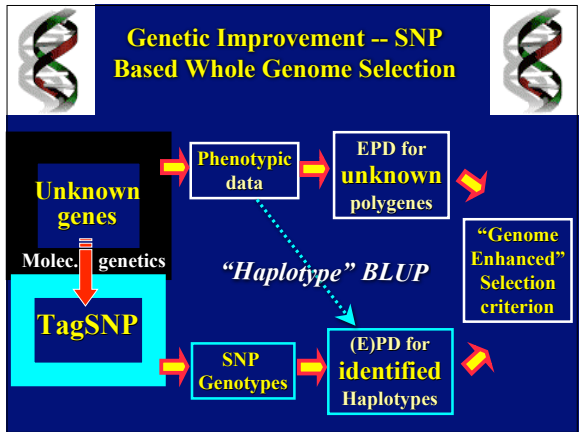 Genetic Improvement -- SNP
Based Whole Genome Selection
Phenotypic
data
EPD for
unknown
polygenes
Unknown
genes
Molec. genetics
"Haplotype" BLUP
"Genome
Enhanced"
Selection
criterion
TagSNP
SNP
Genotypes
(E)PD for
identified
Haplotypes